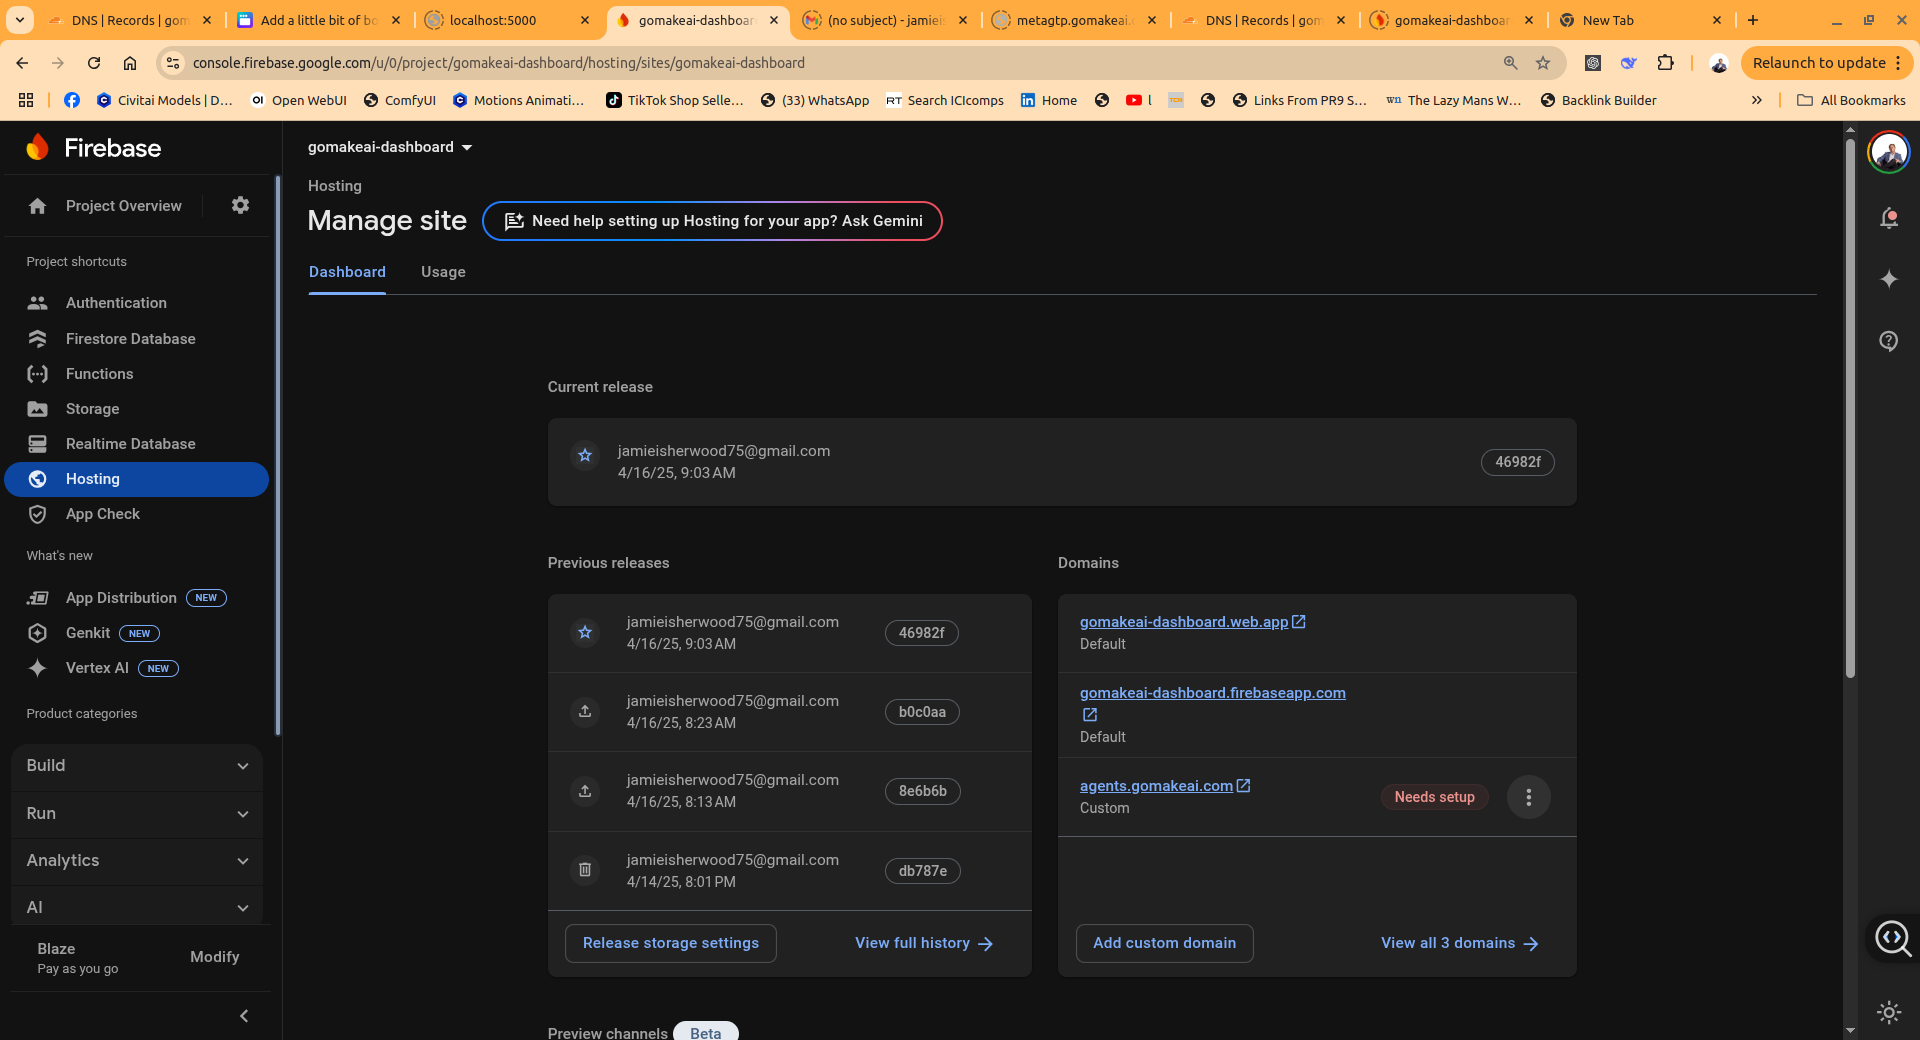 DNS | Records | gom
Add a little bit of bo
localhost:5000
gomakeai-dashboar
(no subject) - jamieis
metagtp.gomakeai.
DNS | Records | gom
gomakeai-dashboar
New Tab
console.firebase.google.com/u/0/project/gomakeai-dashboard/hosting/sites/gomakeai-dashboard
Relaunch to update
Civitai Models | D...
Open WebUI
ComfyUI
Motions Animati...
TikTok Shop Selle...
(33) WhatsApp
Search ICIcomps
Home
l
Links From PR9 S...
The Lazy Mans W...
Backlink Builder
All Bookmarks
Firebase
Project Overview
Project shortcuts
Authentication
Firestore Database
Functions
Storage
Realtime Database
Hosting
App Check
What's new
App Distribution NEW
Genkit NEW
Vertex AI NEW
Product categories
Build
Run
Analytics
AI
Blaze
Pay as you go
Modify
gomakeai-dashboard
Hosting
Manage site
Need help setting up Hosting for your app? Ask Gemini
Dashboard
Usage
Current release
jamieisherwood75@gmail.com
4/16/25, 9:03 AM
46982f
Previous releases
jamieisherwood75@gmail.com
4/16/25, 9:03 AM
46982f
jamieisherwood75@gmail.com
4/16/25, 8:23 AM
b0c0aa
jamieisherwood75@gmail.com
4/16/25, 8:13 AM
8e6b6b
jamieisherwood75@gmail.com
4/14/25, 8:01 PM
db787e
Release storage settings
View full history
Domains
gomakeai-dashboard.web.app
Default
gomakeai-dashboard.firebaseapp.com
Default
agents.gomakeai.com
Custom
Needs setup
Add custom domain
View all 3 domains
Preview channels Beta